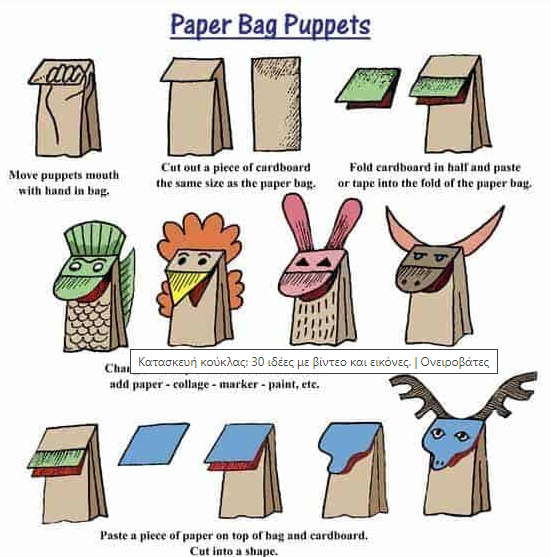 Paper Bag Puppets
Move puppets mouth
with hand in bag.
Cut out a piece of cardboard
the same size as the paper bag.
Fold cardboard in half and paste
or tape into the fold of the paper bag.
Κατασκευή κούκλας: 30 ιδέες με βίντεο και εικόνες. | Ονειροβάτες
add paper - collage - marker - paint, etc.
Paste a piece of paper on top of bag and cardboard.
Cut into a shape.